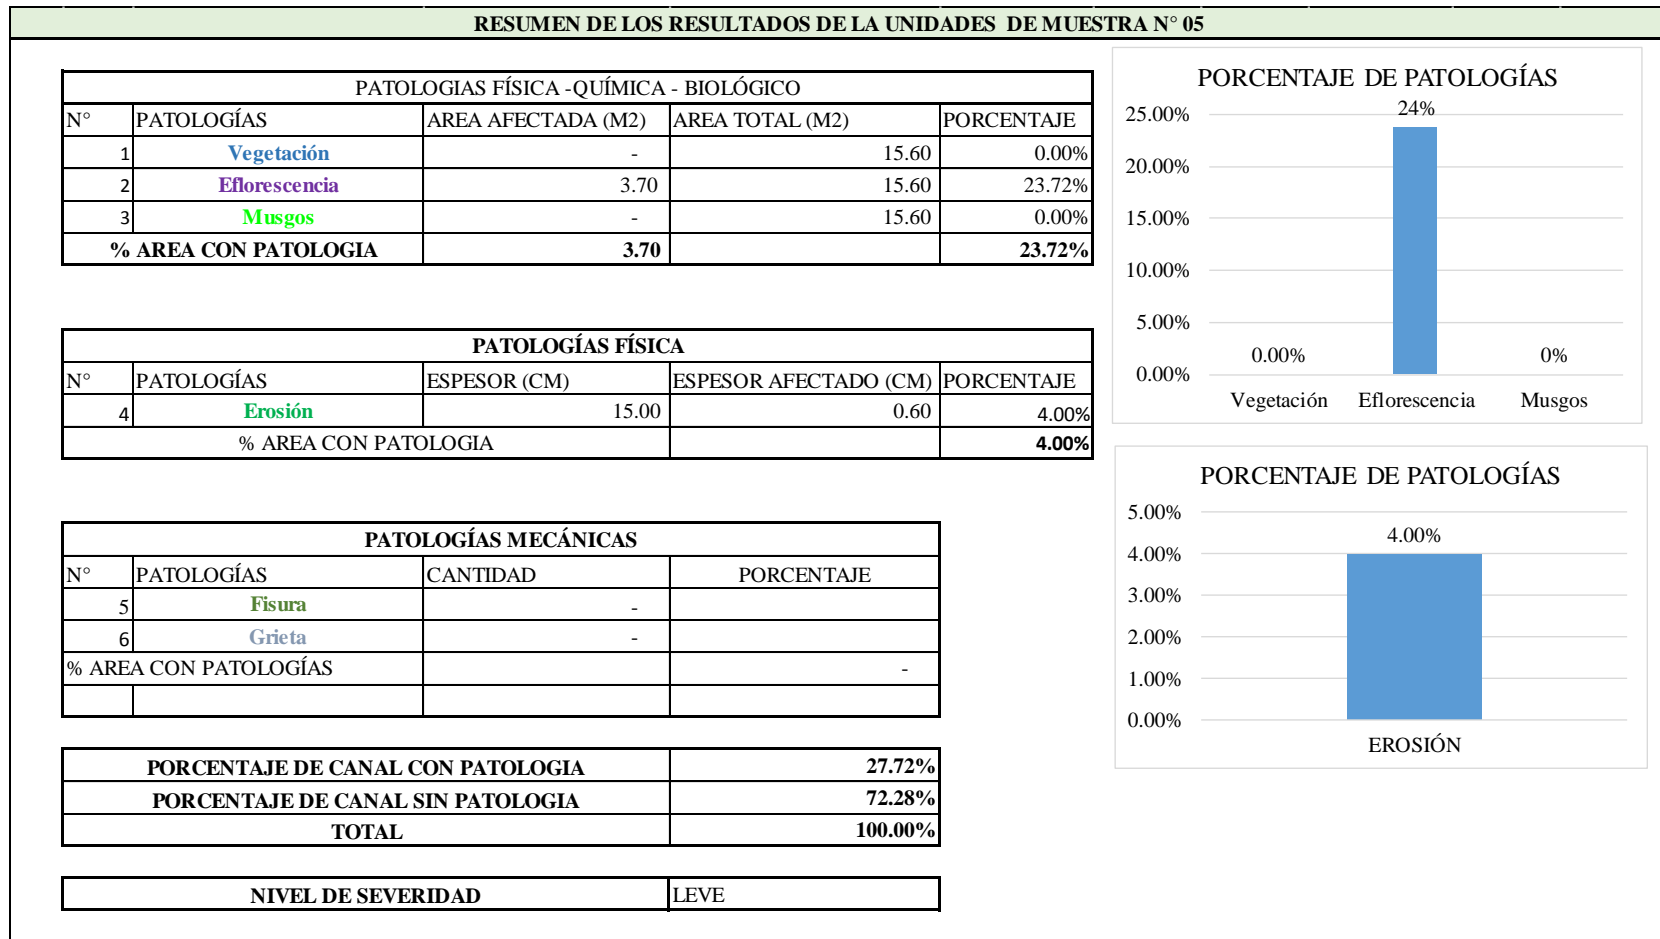 RESUMEN DE LOS RESULTADOS DE LA UNIDADES DE MUESTRA N° 05
PATOLOGIAS FÍSICA -QUÍMICA - BIOLÓGICO
N° PATOLOGÍAS AREA AFECTADA (M2) AREA TOTAL (M2) PORCENTAJE
1 Vegetación - 15.60 0.00%
2 Eflorescencia 3.70 15.60 23.72%
3 Musgos - 15.60 0.00%
% AREA CON PATOLOGIA 3.70 23.72%
PATOLOGÍAS FÍSICA
N° PATOLOGÍAS ESPESOR (CM) ESPESOR AFECTADO (CM) PORCENTAJE
4 Erosión 15.00 0.60 4.00%
% AREA CON PATOLOGIA 4.00%
PATOLOGÍAS MECÁNICAS
N° PATOLOGÍAS CANTIDAD PORCENTAJE
5 Fisura -
6 Grieta -
% AREA CON PATOLOGÍAS -
PORCENTAJE DE CANAL CON PATOLOGIA 27.72%
PORCENTAJE DE CANAL SIN PATOLOGIA 72.28%
TOTAL 100.00%
NIVEL DE SEVERIDAD LEVE
PORCENTAJE DE PATOLOGÍAS
25.00%
20.00%
15.00%
10.00%
5.00%
0.00%
0.00% 24% 0%
Vegetación Eflorescencia Musgos
PORCENTAJE DE PATOLOGÍAS
5.00%
4.00%
3.00%
2.00%
1.00%
0.00%
4.00%
EROSIÓN